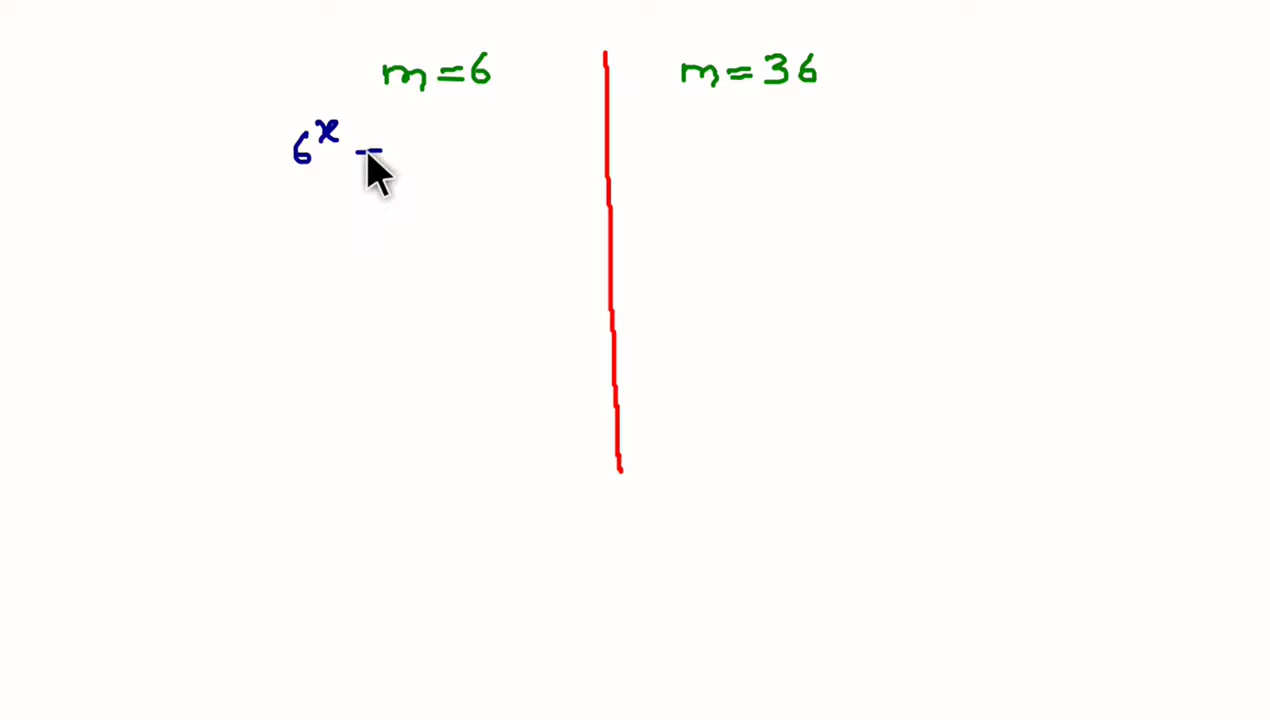 m = 6 m = 36
6^x -